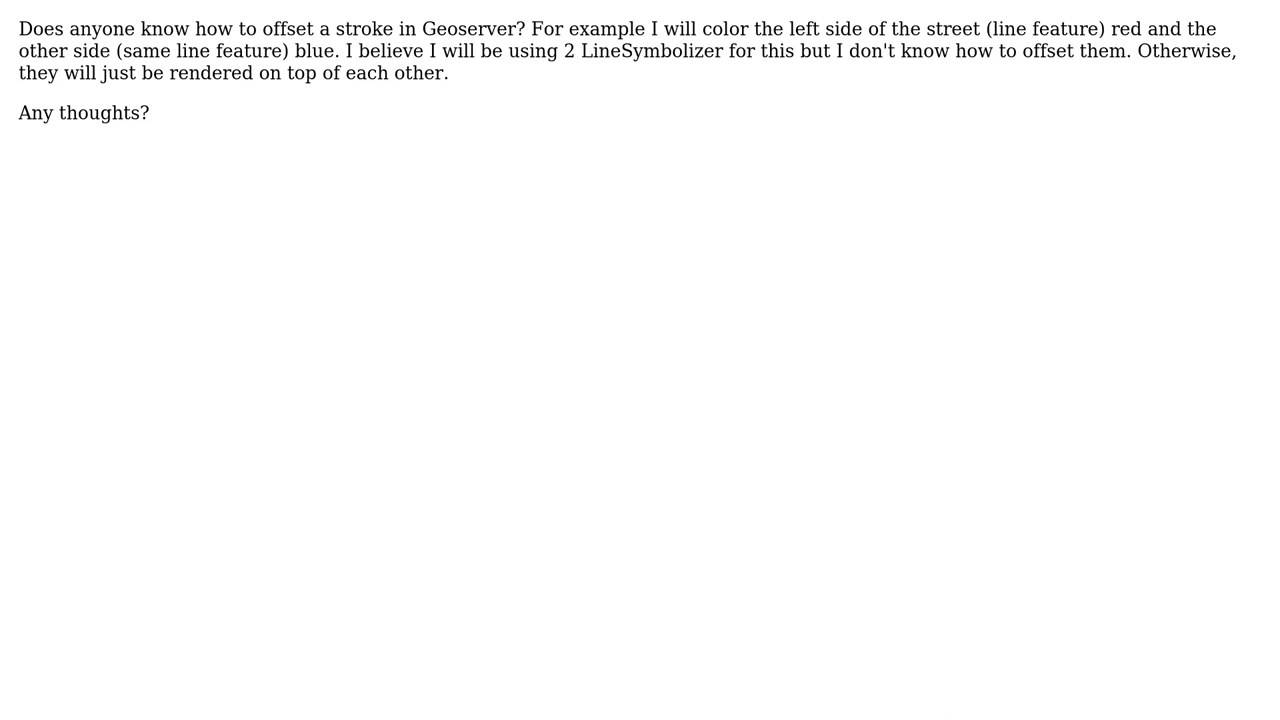 Does anyone know how to offset a stroke in Geoserver? For example I will color the left side of the street (line feature) red and the
other side (same line feature) blue. I believe I will be using 2 LineSymbolizer for this but I don't know how to offset them. Otherwise,
they will just be rendered on top of each other.
Any thoughts?